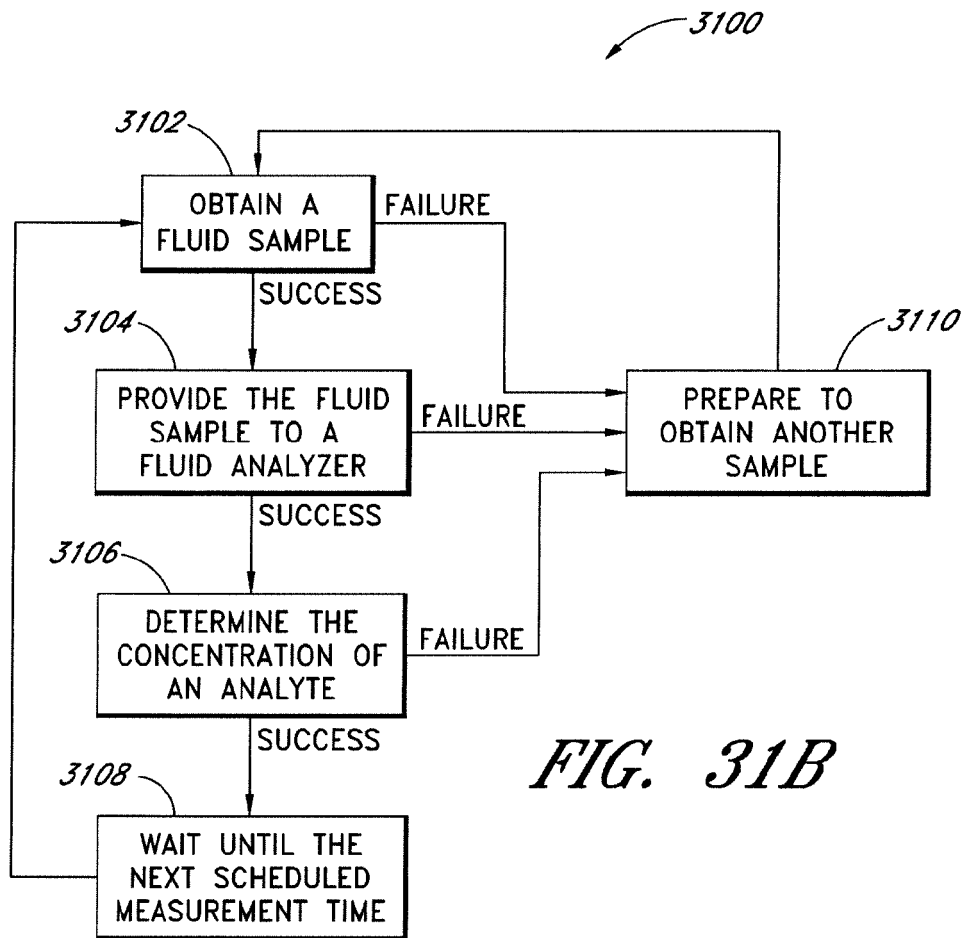 3100
3102
OBTAIN A
FLUID SAMPLE
FAILURE
SUCCESS
3104
PROVIDE THE FLUID
SAMPLE TO A
FLUID ANALYZER
FAILURE
SUCCESS
3110
PREPARE TO
OBTAIN ANOTHER
SAMPLE
3106
DETERMINE THE
CONCENTRATION OF
AN ANALYTE
FAILURE
SUCCESS
3108
WAIT UNTIL THE
NEXT SCHEDULED
MEASUREMENT TIME
FIG. 31B